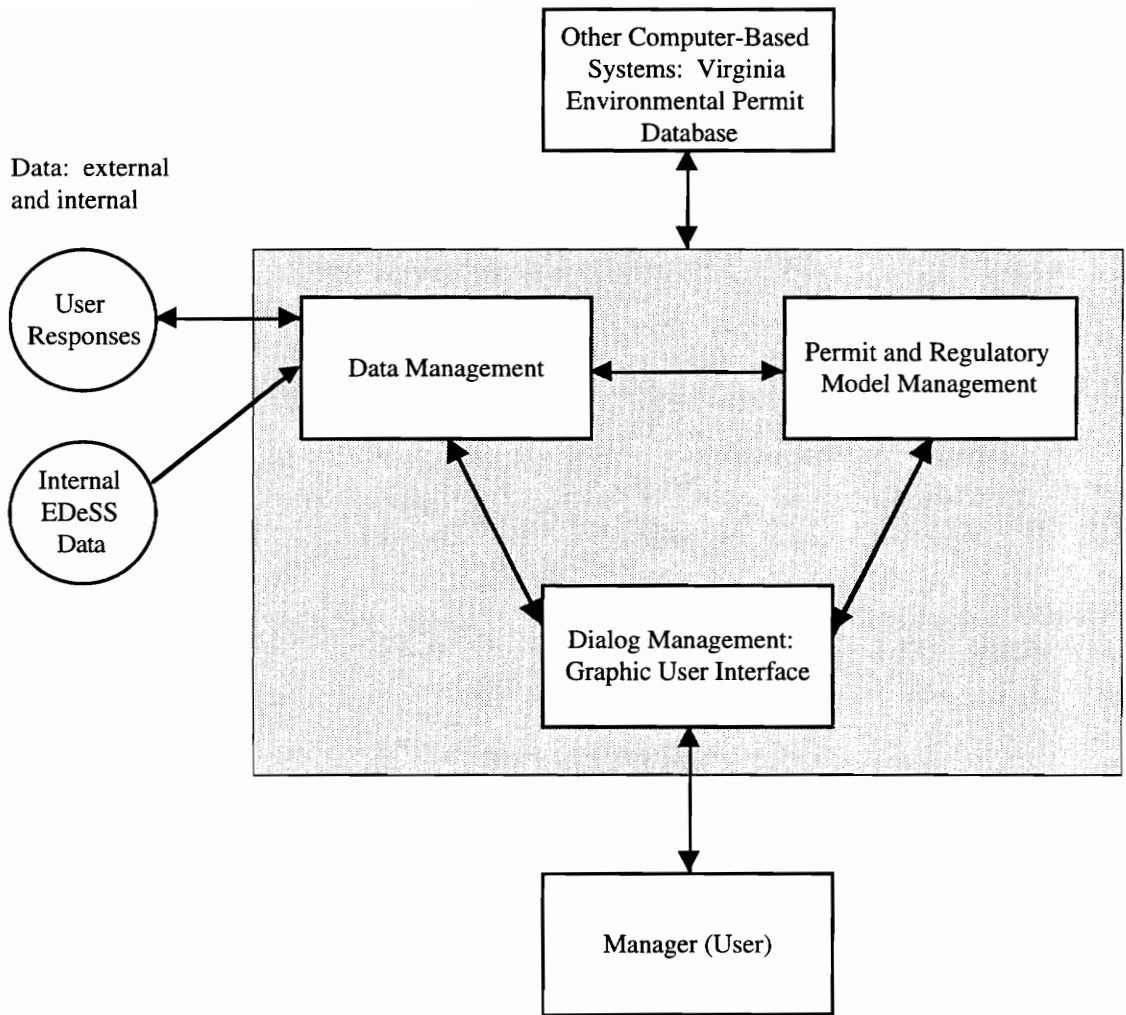 Other Computer-Based
Systems: Virginia
Environmental Permit
Database
Data: external
and internal
User
Responses
Data Management
Permit and Regulatory
Model Management
Internal
EDeSS
Data
Dialog Management:
Graphic User Interface
Manager (User)